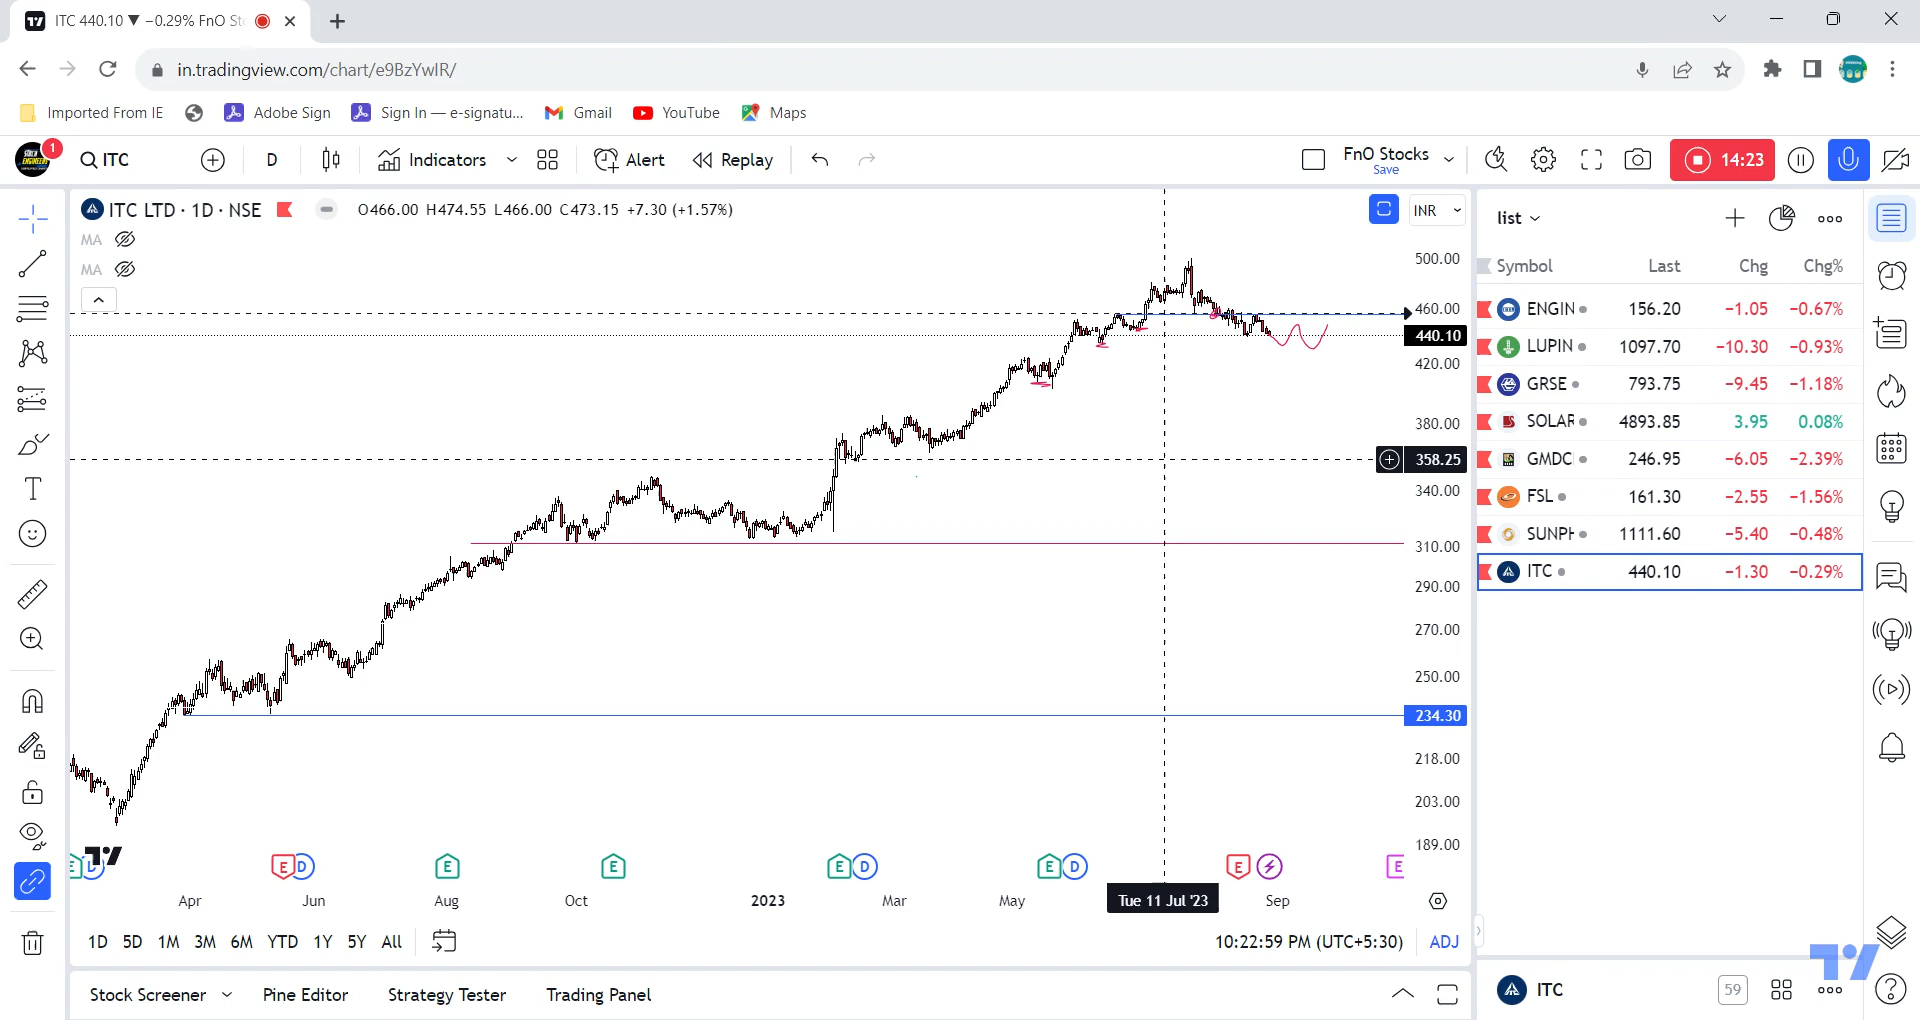 ITC 440.10 ▼ −0.29% FnO St
in.tradingview.com/chart/e9BzYwIR/
Imported From IE Adobe Sign Sign In — e-signatu... Gmail YouTube Maps
1
ITC D Indicators Alert Replay FnO Stocks 14:23
Save
ITC LTD · 1D · NSE O466.00 H474.55 L466.00 C473.15 +7.30 (+1.57%) INR
MA
MA
500.00
460.00
440.10
420.00
380.00
358.25
340.00
310.00
290.00
270.00
250.00
234.30
218.00
203.00
189.00
E D E D E E E D E D E E
Apr Jun Aug Oct 2023 Mar May Tue 11 Jul '23 Sep
1D 5D 1M 3M 6M YTD 1Y 5Y All 10:22:59 PM (UTC+5:30) ADJ
Stock Screener Pine Editor Strategy Tester Trading Panel
list
Symbol Last Chg Chg%
ENGIN 156.20 −1.05 −0.67%
LUPIN 1097.70 −10.30 −0.93%
GRSE 793.75 −9.45 −1.18%
SOLAR 4893.85 3.95 0.08%
GMDC 246.95 −6.05 −2.39%
FSL 161.30 −2.55 −1.56%
SUNPH 1111.60 −5.40 −0.48%
ITC 440.10 −1.30 −0.29%
ITC 59